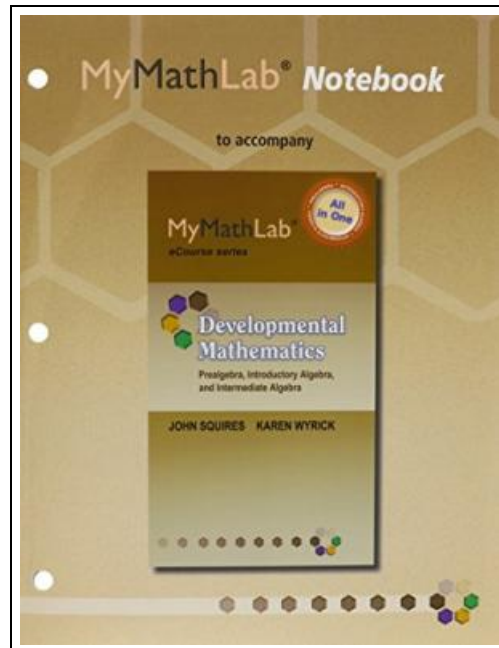 MyMathLab® Notebook
to accompany
All
in One
MyMathLab®
eCourse series
Developmental
Mathematics
Prealgebra, Introductory Algebra,
and Intermediate Algebra
JOHN SQUIRES KAREN WYRICK